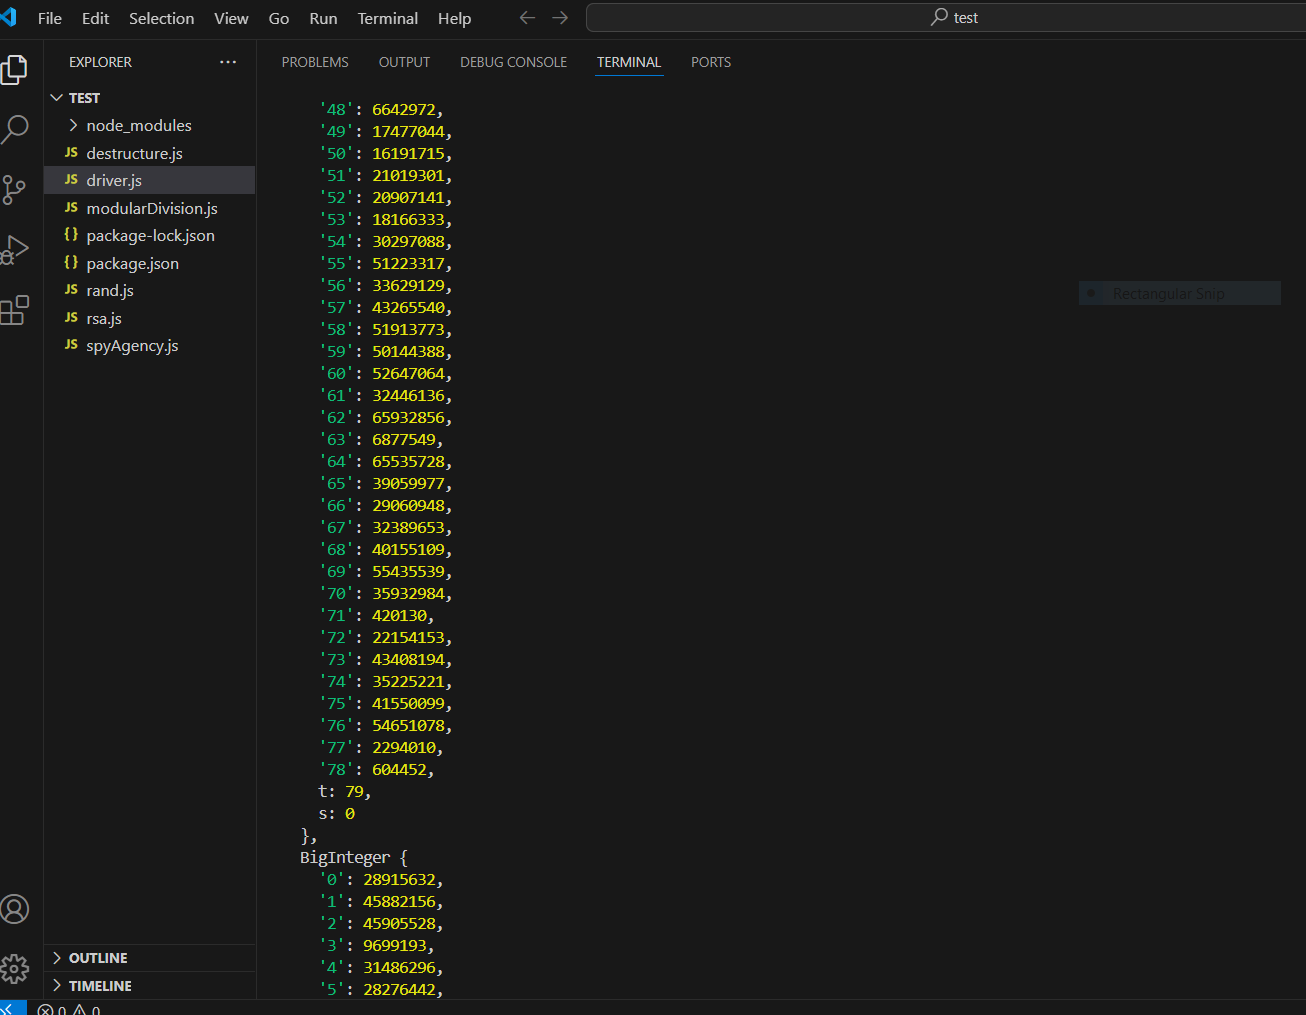 File Edit Selection View Go Run Terminal Help
test
EXPLORER
TEST
node_modules
JS destructure.js
JS driver.js
JS modularDivision.js
{} package-lock.json
{} package.json
JS rand.js
JS rsa.js
JS spyAgency.js
OUTLINE
TIMELINE
0 0
PROBLEMS OUTPUT DEBUG CONSOLE TERMINAL PORTS
'48': 6642972,
'49': 17477044,
'50': 16191715,
'51': 21019301,
'52': 20907141,
'53': 18166333,
'54': 30297088,
'55': 51223317,
'56': 33629129,
'57': 43265540,
'58': 51913773,
'59': 50144388,
'60': 52647064,
'61': 32446136,
'62': 65932856,
'63': 6877549,
'64': 65535728,
'65': 39059977,
'66': 29060948,
'67': 32389653,
'68': 40155109,
'69': 55435539,
'70': 35932984,
'71': 420130,
'72': 22154153,
'73': 43408194,
'74': 35225221,
'75': 41550099,
'76': 54651078,
'77': 2294010,
'78': 604452,
t: 79,
s: 0
},
BigInteger {
'0': 28915632,
'1': 45882156,
'2': 45905528,
'3': 9699193,
'4': 31486296,
'5': 28276442,
Rectangular Snip